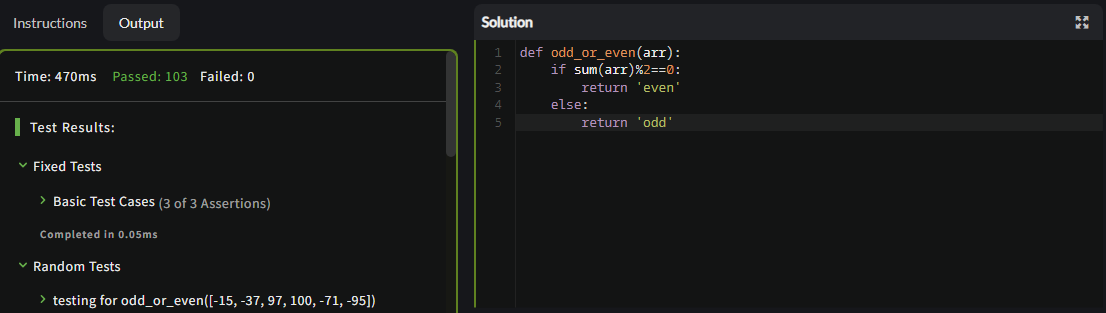 Instructions Output
Time: 470ms Passed: 103 Failed: 0
Test Results:
Fixed Tests
Basic Test Cases (3 of 3 Assertions)
Completed in 0.05ms
Random Tests
testing for odd_or_even([-15, -37, 97, 100, -71, -95])
Solution
1 def odd_or_even(arr):
2     if sum(arr)%2==0:
3         return 'even'
4     else:
5         return 'odd'